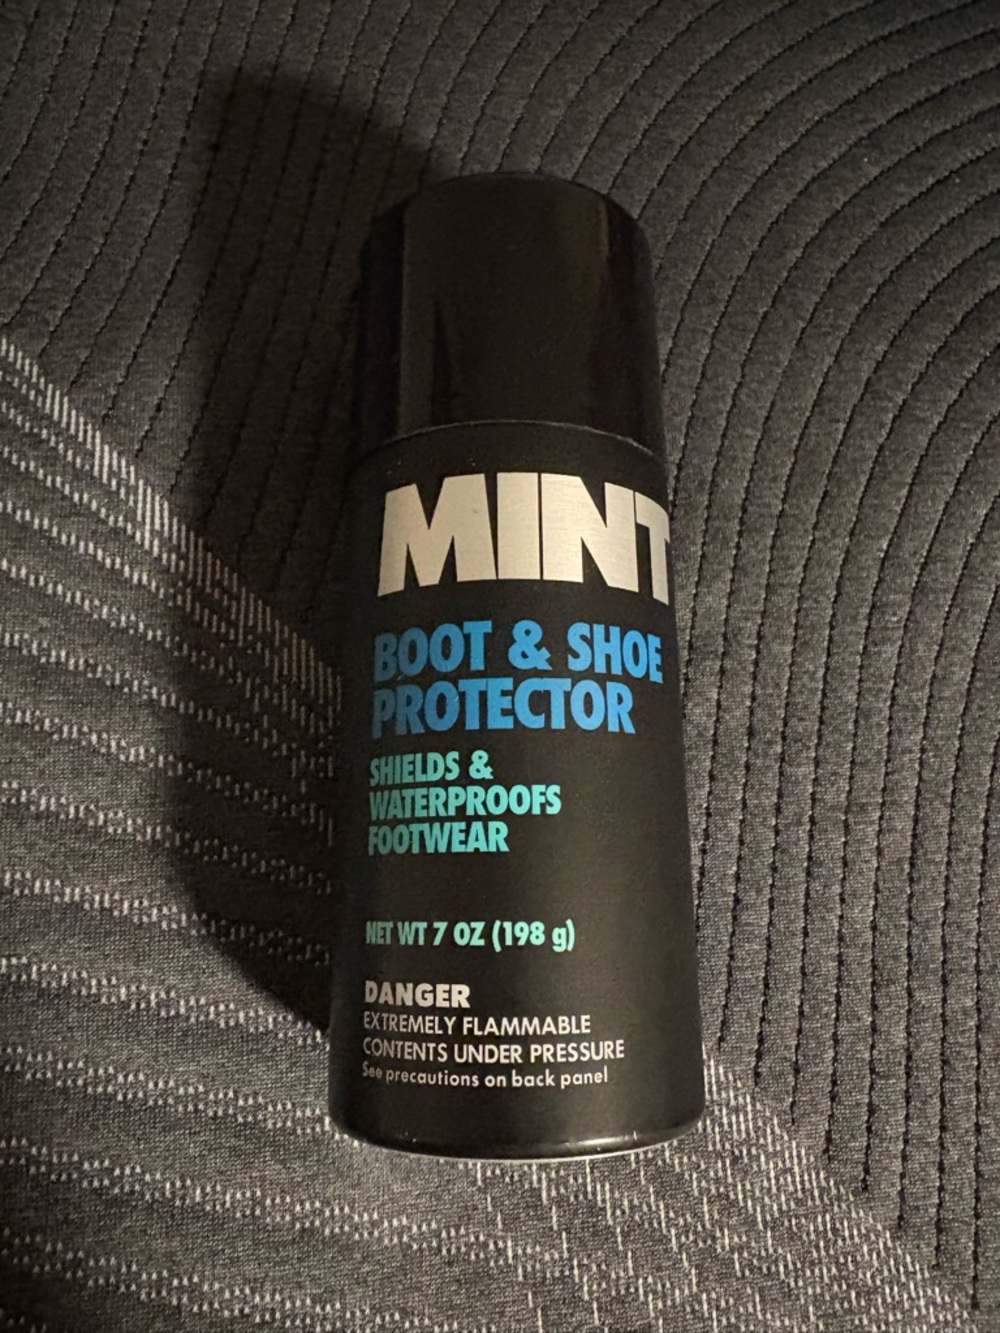 MINT
BOOT & SHOE
PROTECTOR
SHIELDS &
WATERPROOFS
FOOTWEAR
NET WT 7 OZ (198 g)
DANGER
EXTREMELY FLAMMABLE
CONTENTS UNDER PRESSURE
See precautions on back panel